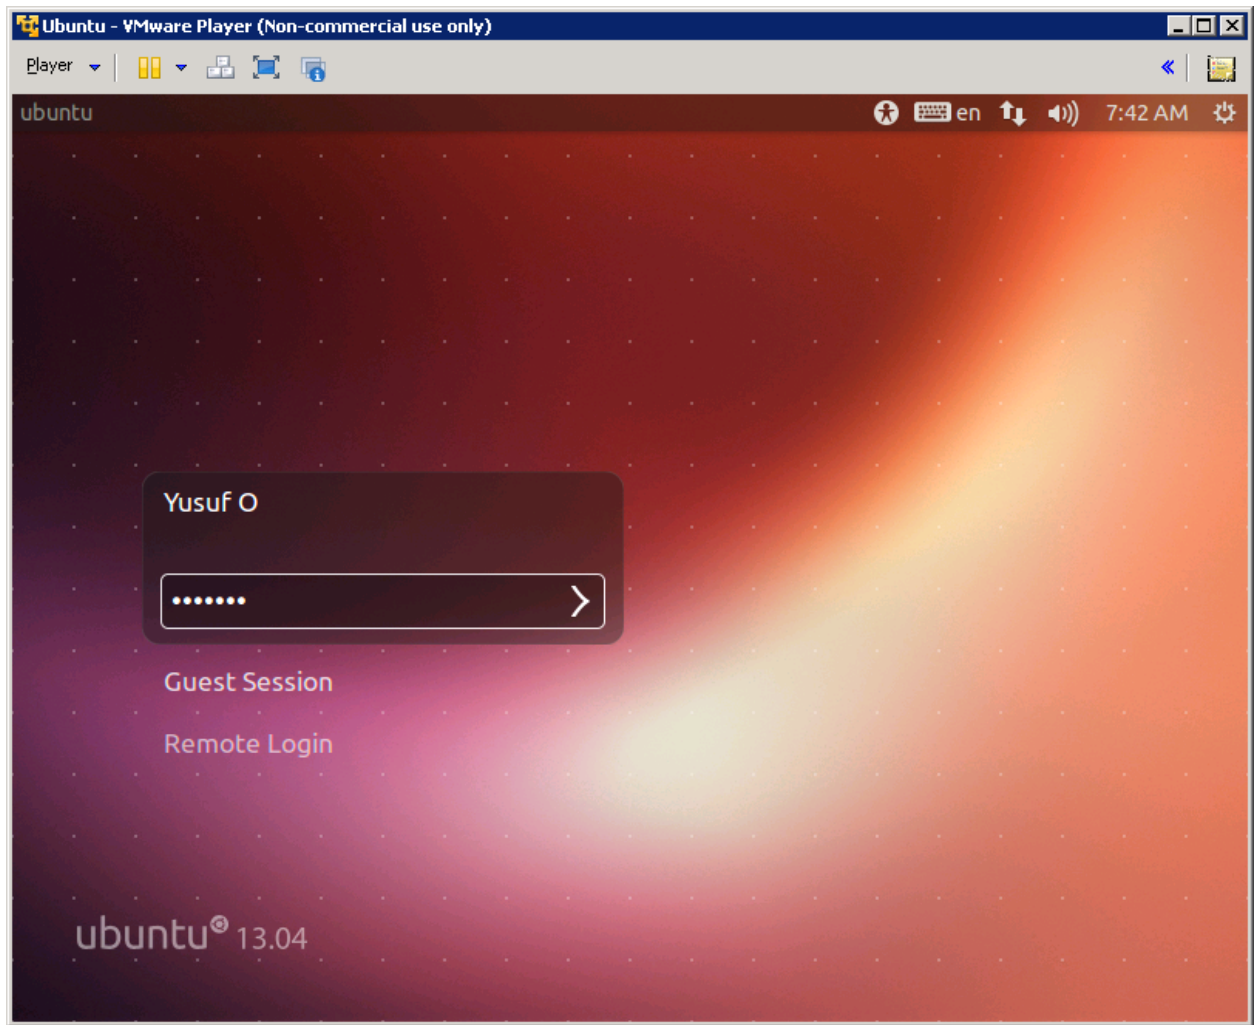 Ubuntu - VMware Player (Non-commercial use only)
Player
ubuntu
en
7:42 AM
Yusuf O
•••••••
Guest Session
Remote Login
ubuntu 13.04